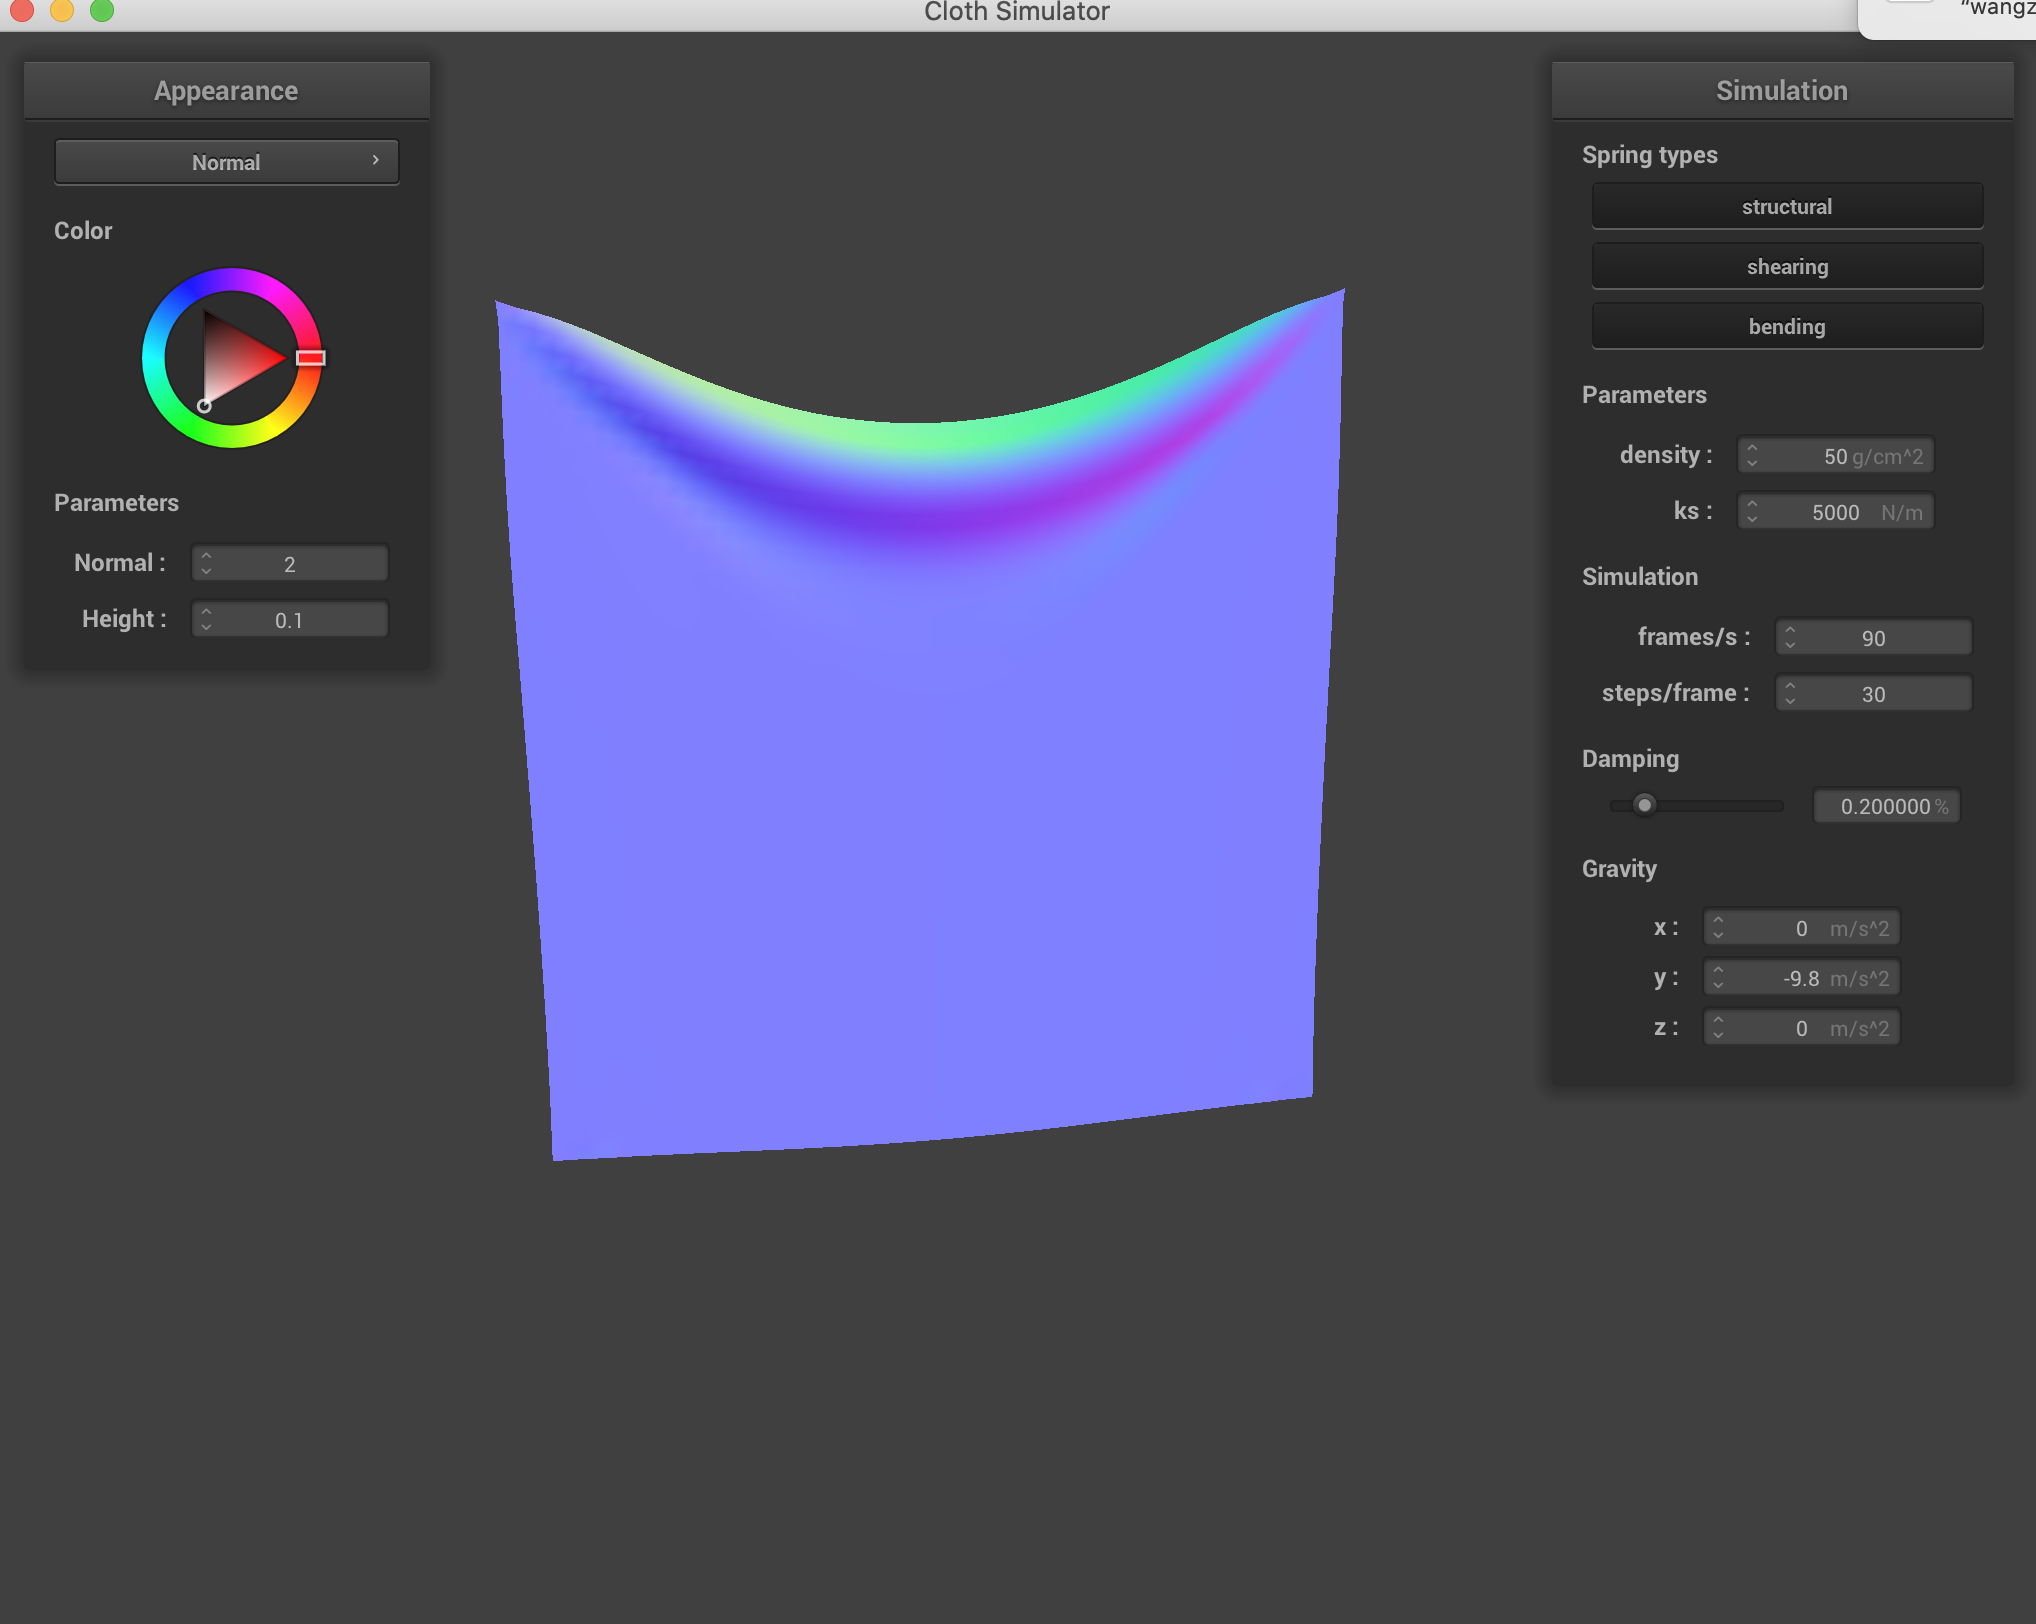 Cloth Simulator
"wangz
Appearance
Normal
Color
Parameters
Normal : 2
Height : 0.1
Simulation
Spring types
structural
shearing
bending
Parameters
density : 50 g/cm^2
ks : 5000 N/m
Simulation
frames/s : 90
steps/frame : 30
Damping
0.200000 %
Gravity
x : 0 m/s^2
y : -9.8 m/s^2
z : 0 m/s^2